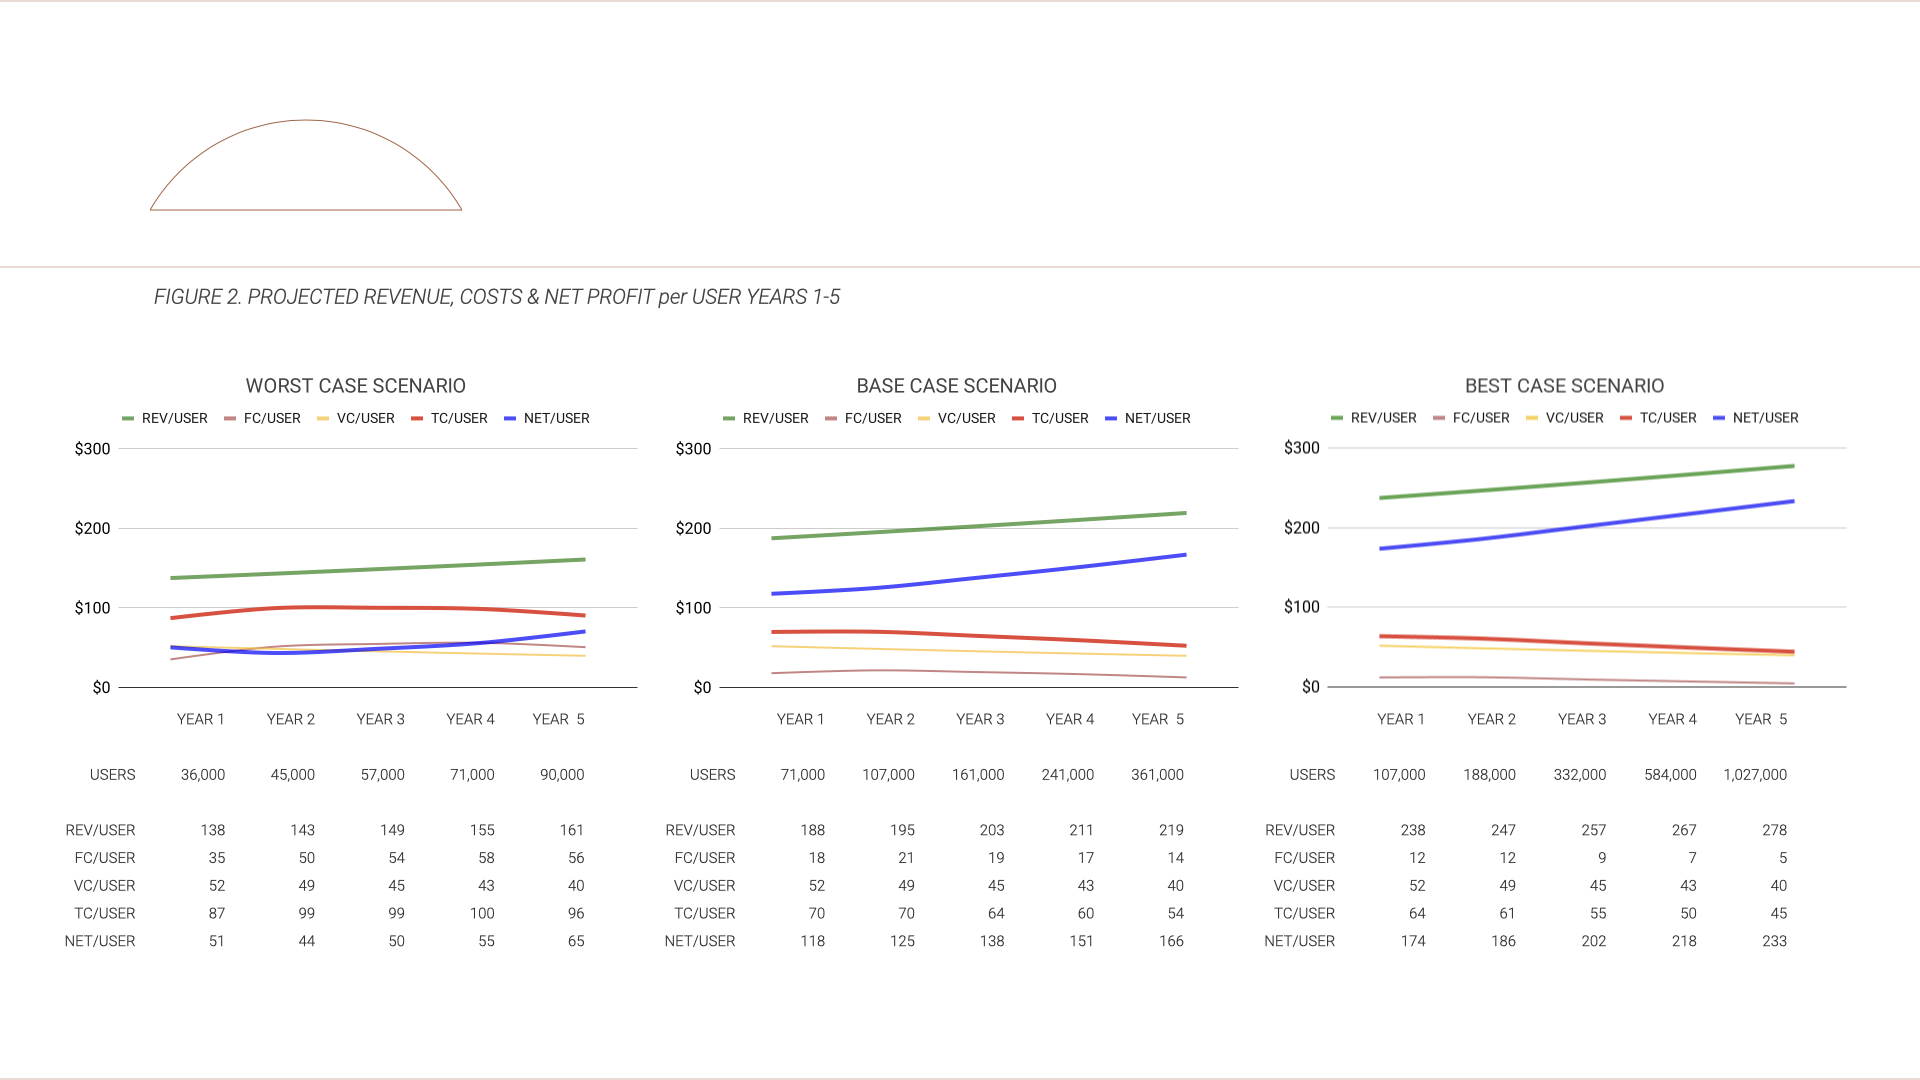 FIGURE 2. PROJECTED REVENUE, COSTS & NET PROFIT per USER YEARS 1-5
WORST CASE SCENARIO
REV/USER FC/USER VC/USER TC/USER NET/USER
$300
$200
$100
$0
YEAR 1 YEAR 2 YEAR 3 YEAR 4 YEAR 5
USERS 36,000 45,000 57,000 71,000 90,000
REV/USER 138 143 149 155 161
FC/USER 35 50 54 58 56
VC/USER 52 49 45 43 40
TC/USER 87 99 99 100 96
NET/USER 51 44 50 55 65
BASE CASE SCENARIO
REV/USER FC/USER VC/USER TC/USER NET/USER
$300
$200
$100
$0
YEAR 1 YEAR 2 YEAR 3 YEAR 4 YEAR 5
USERS 71,000 107,000 161,000 241,000 361,000
REV/USER 188 195 203 211 219
FC/USER 18 21 19 17 14
VC/USER 52 49 45 43 40
TC/USER 70 70 64 60 54
NET/USER 118 125 138 151 166
BEST CASE SCENARIO
REV/USER FC/USER VC/USER TC/USER NET/USER
$300
$200
$100
$0
YEAR 1 YEAR 2 YEAR 3 YEAR 4 YEAR 5
USERS 107,000 188,000 332,000 584,000 1,027,000
REV/USER 238 247 257 267 278
FC/USER 12 12 9 7 5
VC/USER 52 49 45 43 40
TC/USER 64 61 55 50 45
NET/USER 174 186 202 218 233